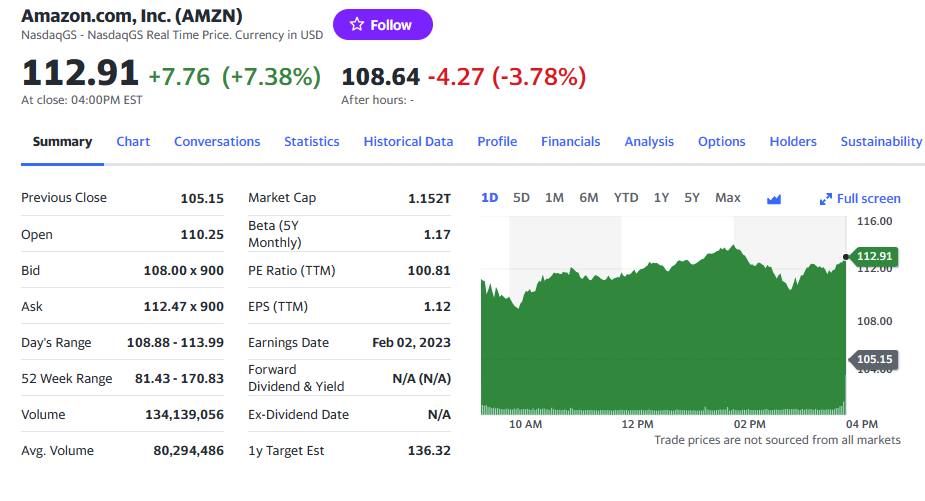 Amazon.com, Inc. (AMZN)
Follow
NasdaqGS - NasdaqGS Real Time Price. Currency in USD
112.91 +7.76 (+7.38%) 108.64 -4.27 (-3.78%)
At close: 04:00PM EST After hours: -
Summary Chart Conversations Statistics Historical Data Profile Financials Analysis Options Holders Sustainability
Previous Close 105.15
Open 110.25
Bid 108.00 x 900
Ask 112.47 x 900
Day's Range 108.88 - 113.99
52 Week Range 81.43 - 170.83
Volume 134,139,056
Avg. Volume 80,294,486
Market Cap 1.152T
Beta (5Y
Monthly) 1.17
PE Ratio (TTM) 100.81
EPS (TTM) 1.12
Earnings Date Feb 02, 2023
Forward
Dividend & Yield N/A (N/A)
Ex-Dividend Date N/A
1y Target Est 136.32
1D 5D 1M 6M YTD 1Y 5Y Max Full screen
116.00
112.91
112.00
108.00
105.15
104.00
10 AM 12 PM 02 PM 04 PM
Trade prices are not sourced from all markets